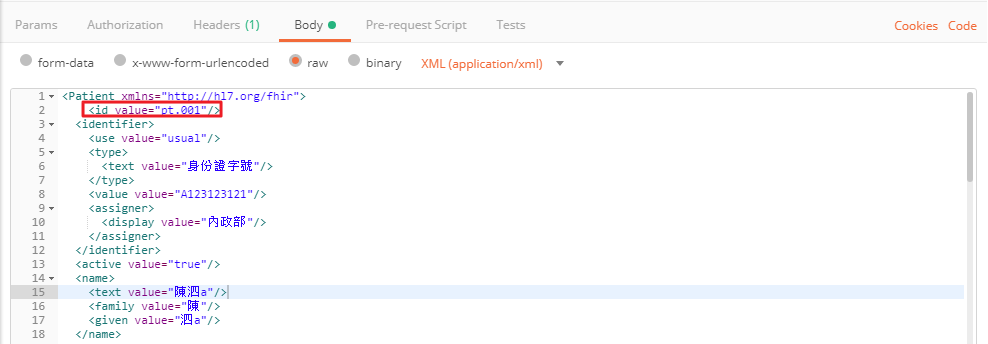 Params Authorization Headers (1) Body Pre-request Script Tests Cookies Code
form-data x-www-form-urlencoded raw binary XML (application/xml)
1 <Patient xmlns="http://hl7.org/fhir">
2 <id value="pt.001"/>
3 <identifier>
4 <use value="usual"/>
5 <type>
6 <text value="身份證字號"/>
7 </type>
8 <value value="A123123121"/>
9 <assigner>
10 <display value="內政部"/>
11 </assigner>
12 </identifier>
13 <active value="true"/>
14 <name>
15 <text value="陳泗a"/>
16 <family value="陳"/>
17 <given value="泗a"/>
18 </name>